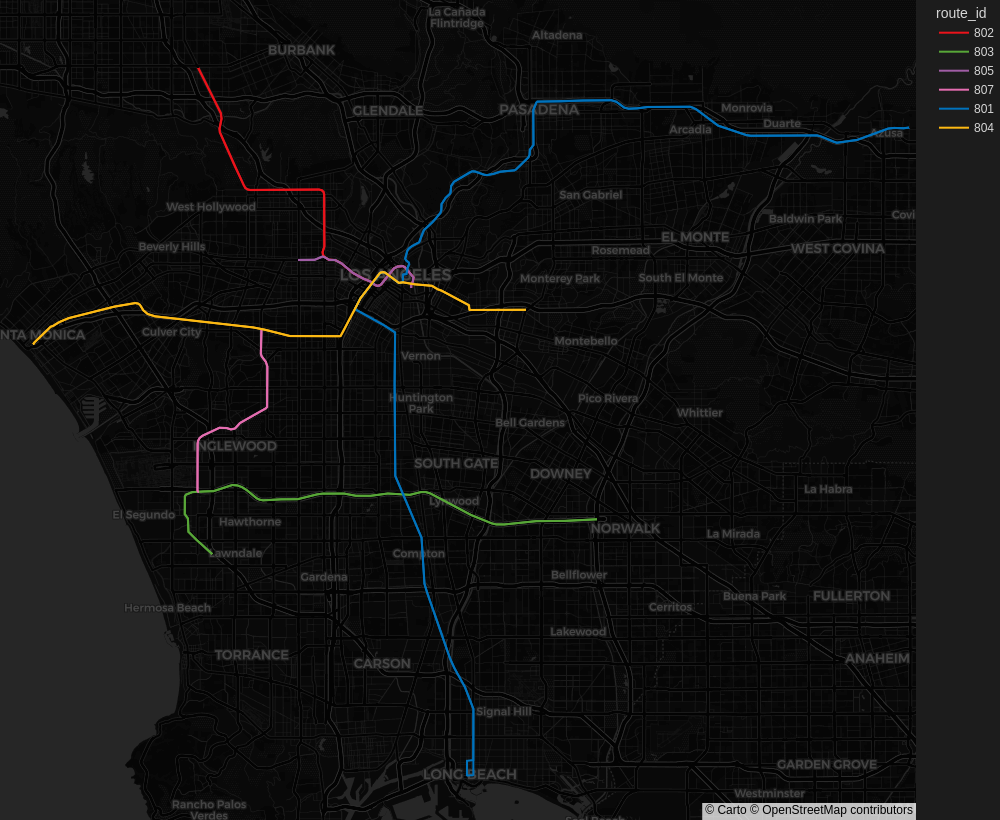 La Cañada
Flintridge
Altadena
BURBANK
GLENDALE
PASADENA
Monrovia
Duarte
Arcadia
Azusa
San Gabriel
West Hollywood
Baldwin Park
Covi
Beverly Hills
EL MONTE
Rosemead
WEST COVINA
LOS ANGELES
Monterey Park
South El Monte
NTA MONICA
Culver City
Montebello
Vernon
Huntington
Park
Pico Rivera
Whittier
Bell Gardens
INGLEWOOD
SOUTH GATE
DOWNEY
La Habra
Lynwood
El Segundo
Hawthorne
NORWALK
La Mirada
Lawndale
Compton
Gardena
Bellflower
Buena Park
FULLERTON
Hermosa Beach
Cerritos
Lakewood
TORRANCE
CARSON
ANAHEIM
Signal Hill
LONG BEACH
GARDEN GROVE
Westminster
Rancho Palos
Verdes
© Carto © OpenStreetMap contributors
route_id
802
803
805
807
801
804